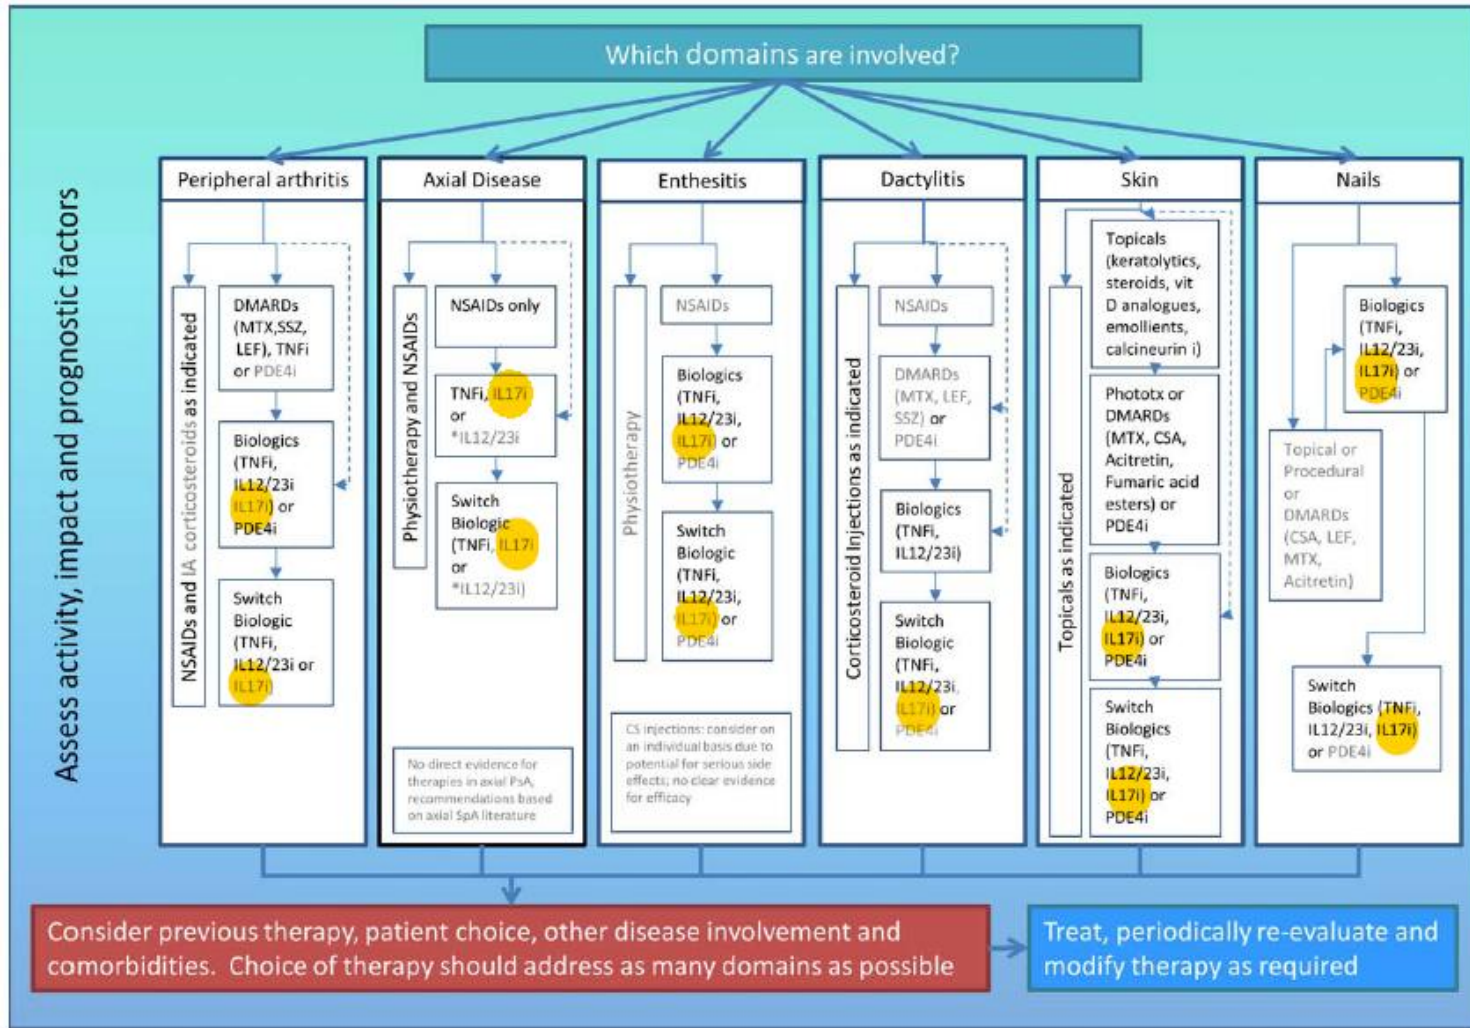 Which domains are involved?
Assess activity, impact and prognostic factors
Peripheral arthritis
NSAIDs and IA corticosteroids as indicated
DMARDs
(MTX,SSZ,
LEF), TNFi
or PDE4i
Biologics
(TNFi,
IL12/23i
IL17i) or
PDE4i
Switch
Biologic
(TNFi,
IL12/23i or
IL17i)
Axial Disease
Physiotherapy and NSAIDs
NSAIDs only
TNFi, IL17i
or
*IL12/23i
Switch
Biologic
(TNFi, IL17i
or
*IL12/23i)
No direct evidence for
therapies in axial PsA,
recommendations based
on axial SpA literature
Enthesitis
Physiotherapy
NSAIDs
Biologics
(TNFi,
IL12/23i,
IL17i) or
PDE4i
Switch
Biologic
(TNFi,
IL12/23i,
IL17i) or
PDE4i
CS injections: consider on
an individual basis due to
potential for serious side
effects; no clear evidence
for efficacy
Dactylitis
Corticosteroid Injections as indicated
NSAIDs
DMARDs
(MTX, LEF,
SSZ) or
PDE4i
Biologics
(TNFi,
IL12/23i)
Switch
Biologic
(TNFi,
IL12/23i,
IL17i) or
PDE4i
Skin
Topicals as indicated
Topicals
(keratolytics,
steroids, vit
D analogues,
emollients,
calcineurin i)
Phototx or
DMARDs
(MTX, CSA,
Acitretin,
Fumaric acid
esters) or
PDE4i
Biologics
(TNFi,
IL12/23i,
IL17i) or
PDE4i
Switch
Biologics
(TNFi,
IL12/23i,
IL17i) or
PDE4i
Nails
Biologics
(TNFi,
IL12/23i,
IL17i) or
PDE4i
Topical or
Procedural
or
DMARDs
(CSA, LEF,
MTX,
Acitretin)
Switch
Biologics (TNFi,
IL12/23i, IL17i)
or PDE4i
Consider previous therapy, patient choice, other disease involvement and
comorbidities. Choice of therapy should address as many domains as possible
Treat, periodically re-evaluate and
modify therapy as required